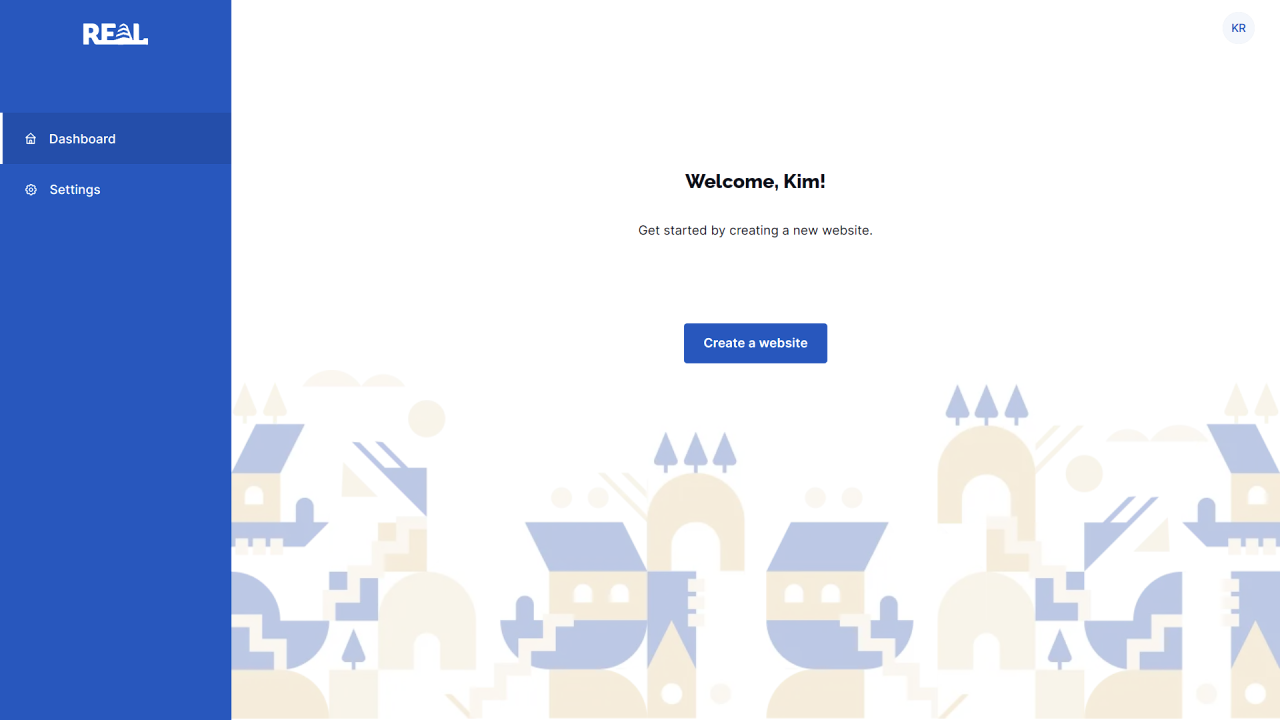 REAL
KR
Dashboard
Settings
Welcome, Kim!
Get started by creating a new website.
Create a website